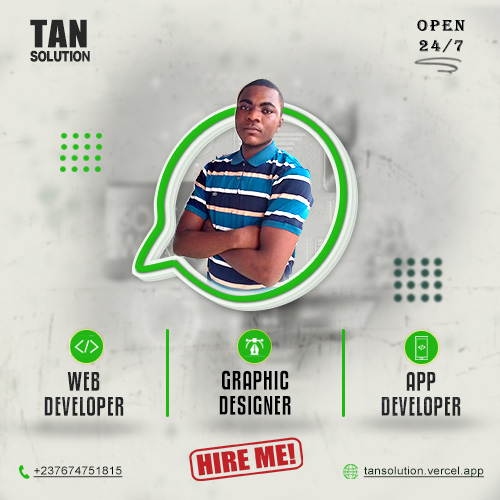 TAN
SOLUTION
OPEN
24/7
WEB
DEVELOPER
GRAPHIC
DESIGNER
APP
DEVELOPER
+237674751815
HIRE ME!
tansolution.vercel.app